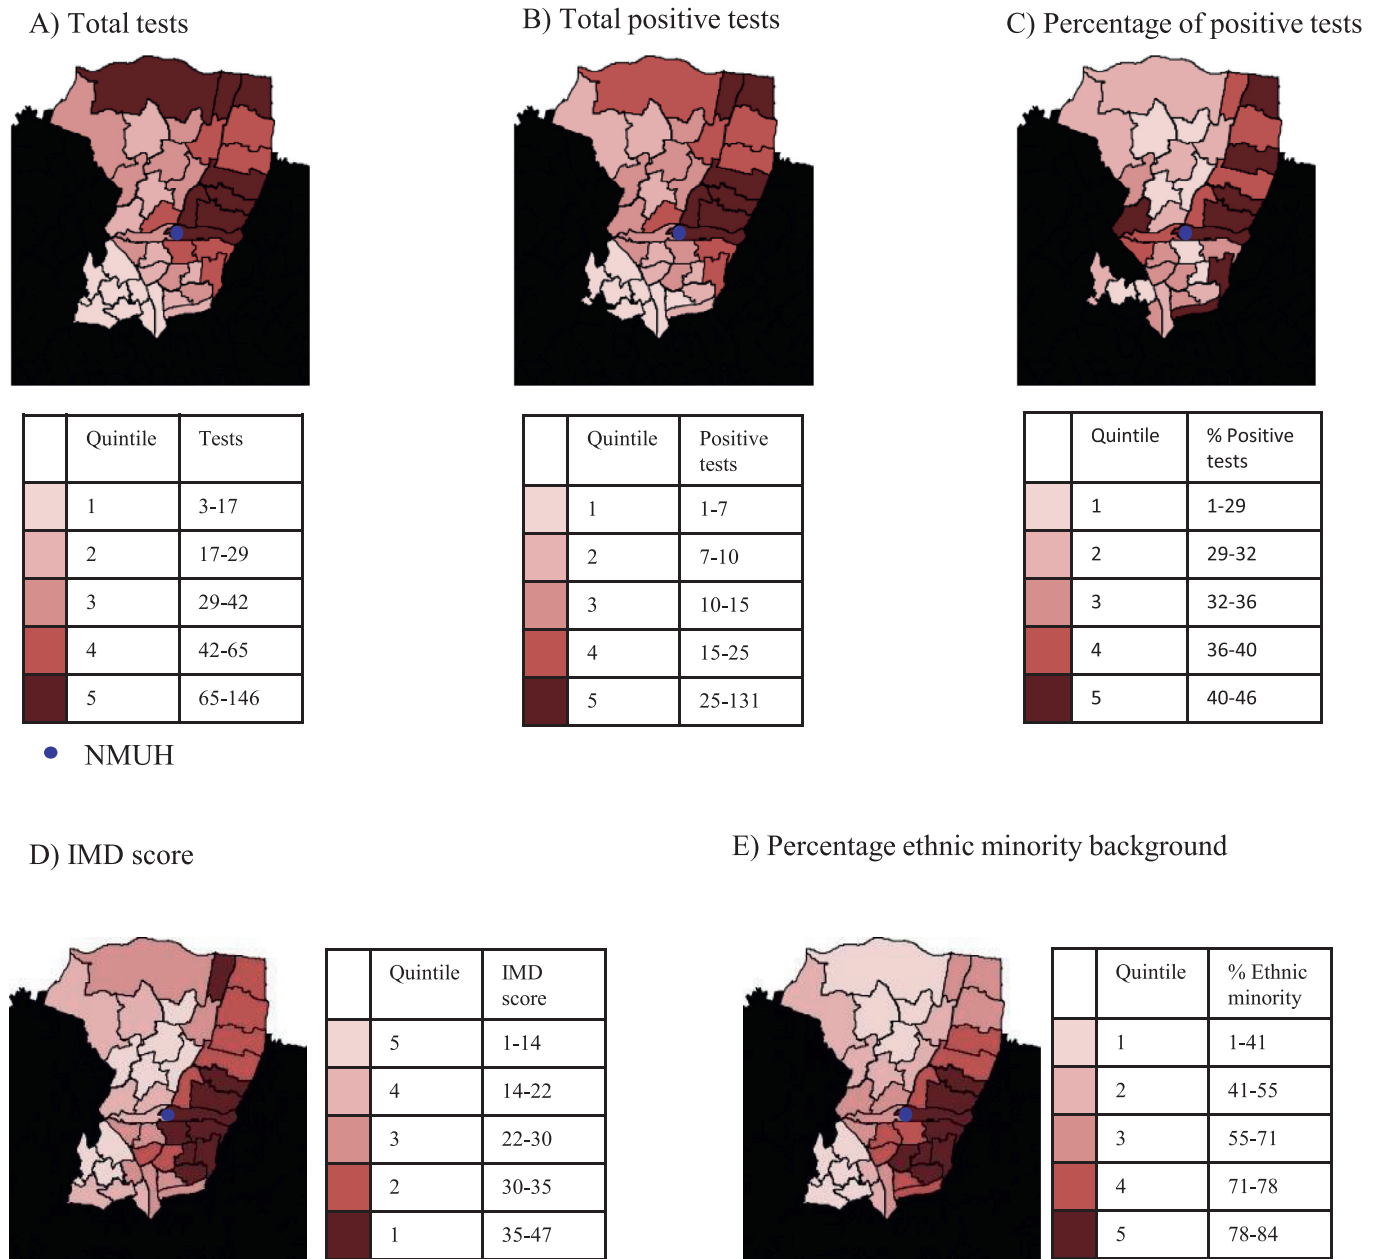 A) Total tests
B) Total positive tests
C) Percentage of positive tests
Quintile Tests
1 3-17
2 17-29
3 29-42
4 42-65
5 65-146
NMUH
Quintile Positive
tests
1 1-7
2 7-10
3 10-15
4 15-25
5 25-131
Quintile % Positive
tests
1 1-29
2 29-32
3 32-36
4 36-40
5 40-46
D) IMD score
Quintile IMD
score
5 1-14
4 14-22
3 22-30
2 30-35
1 35-47
E) Percentage ethnic minority background
Quintile % Ethnic
minority
1 1-41
2 41-55
3 55-71
4 71-78
5 78-84